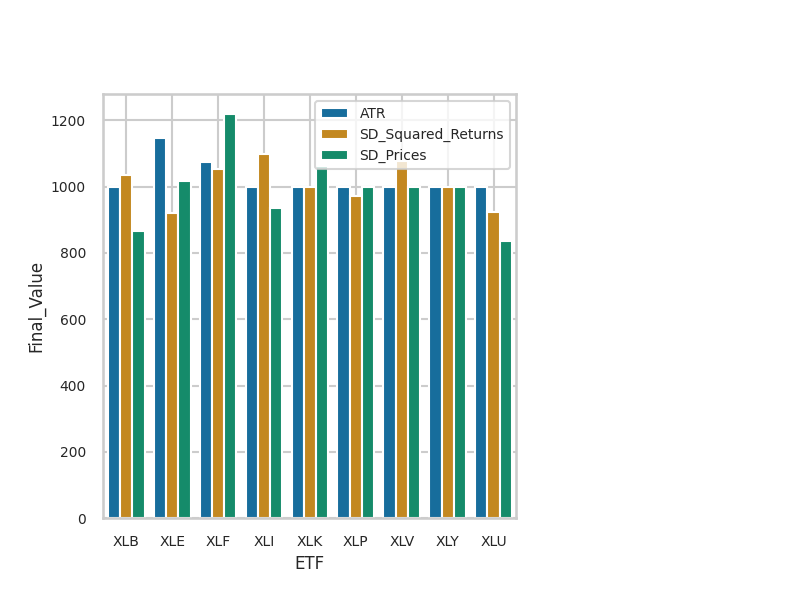 ATR
SD_Squared_Returns
SD_Prices
1200
1000
800
600
400
200
0
Final_Value
XLB XLE XLF XLI XLK XLP XLV XLY XLU
ETF